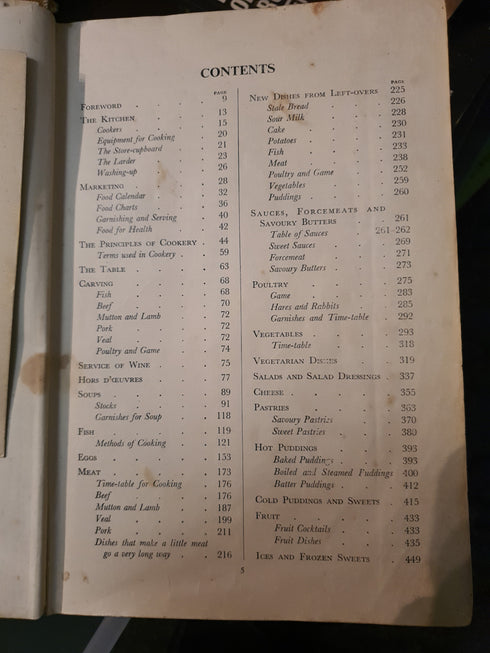 CONTENTS
PAGE
FOREWORD . . . . 9
THE KITCHEN . . . . 13
Cookers . . . . 15
Equipment for Cooking . . 20
The Store-cupboard . . . 21
The Larder . . . . 23
Washing-up . . . . 26
MARKETING . . . . 28
Food Calendar . . . . 32
Food Charts . . . . 36
Garnishing and Serving . . 40
Food for Health . . . 42
THE PRINCIPLES OF COOKERY . 44
Terms used in Cookery . . 59
THE TABLE . . . . 63
CARVING . . . . 68
Fish . . . . 68
Beef . . . . 70
Mutton and Lamb . . . 72
Pork . . . . 72
Veal . . . . 72
Poultry and Game . . . 74
SERVICE OF WINE . . . 75
HORS D'ŒUVRES . . . 77
SOUPS . . . . 89
Stocks . . . . 91
Garnishes for Soup . . . 118
FISH . . . . 119
Methods of Cooking . . . 121
EGGS . . . . 153
MEAT . . . . 173
Time-table for Cooking . . 176
Beef . . . . 176
Mutton and Lamb . . . 187
Veal . . . . 199
Pork . . . . 211
Dishes that make a little meat
go a very long way . . 216
PAGE
NEW DISHES FROM LEFT-OVERS 225
Stale Bread . . . . 226
Sour Milk . . . . 228
Cake . . . . 230
Potatoes . . . . 231
Fish . . . . 233
Meat . . . . 238
Poultry and Game . . . 252
Vegetables . . . . 259
Puddings . . . . 260
SAUCES, FORCEMEATS AND
SAVOURY BUTTERS . . . 261
Table of Sauces . . 261-262
Sweet Sauces . . . 269
Forcemeat . . . . 271
Savoury Butters . . . 273
POULTRY . . . . 275
Game . . . . 283
Hares and Rabbits . . . 285
Garnishes and Time-table . 292
VEGETABLES . . . . 293
Time-table . . . . 318
VEGETARIAN DISHES . . . 319
SALADS AND SALAD DRESSINGS . 337
CHEESE . . . . 355
PASTRIES . . . . 363
Savoury Pastries . . . 370
Sweet Pastries . . . 380
HOT PUDDINGS . . . . 393
Baked Puddings . . . 393
Boiled and Steamed Puddings 400
Batter Puddings . . . 412
COLD PUDDINGS AND SWEETS . 415
FRUIT . . . . 433
Fruit Cocktails . . . 433
Fruit Dishes . . . 435
ICES AND FROZEN SWEETS . 449
5